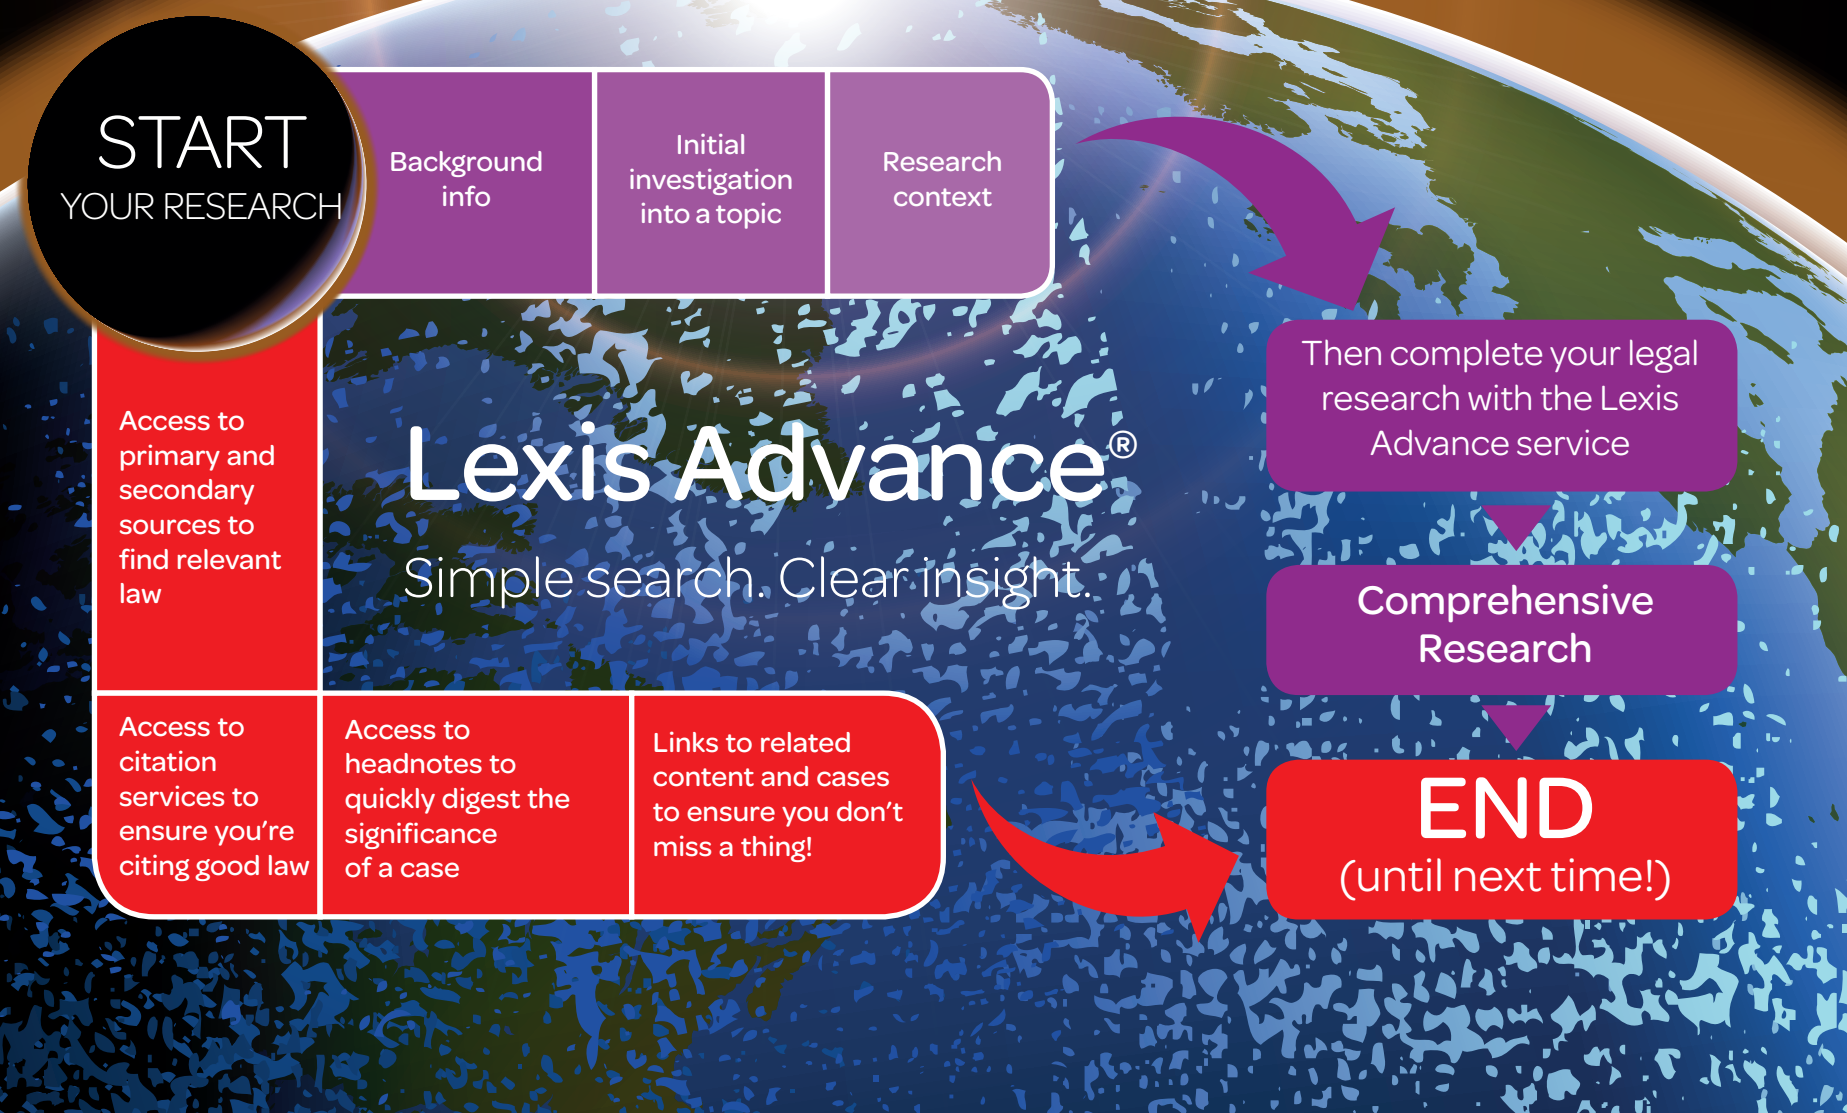 START
YOUR RESEARCH
Background
info
Initial
investigation
into a topic
Research
context
Then complete your legal
research with the Lexis
Advance service
Comprehensive
Research
END
(until next time!)
Lexis Advance®
Simple search. Clear insight.
Access to
primary and
secondary
sources to
find relevant
law
Access to
citation
services to
ensure you're
citing good law
Access to
headnotes to
quickly digest the
significance
of a case
Links to related
content and cases
to ensure you don't
miss a thing!